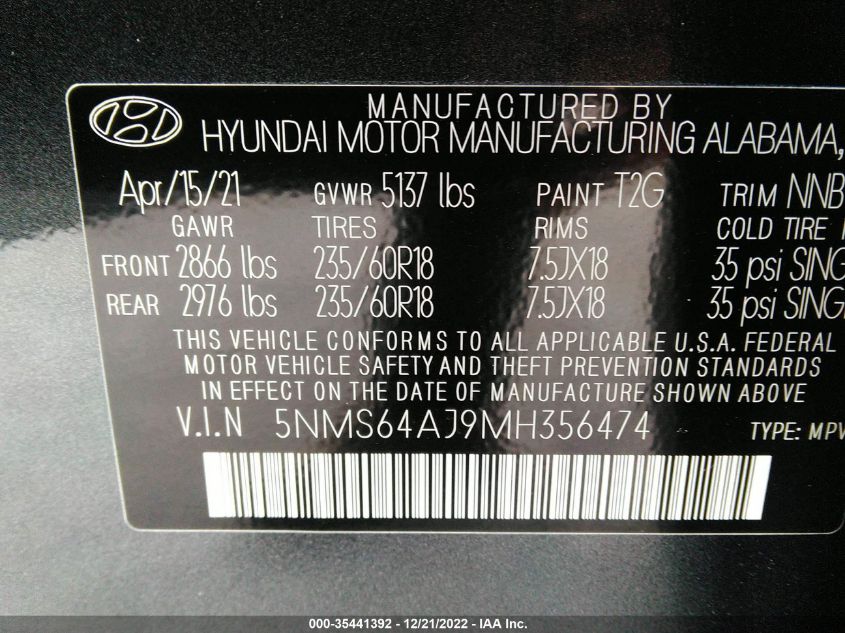 MANUFACTURED BY
HYUNDAI MOTOR MANUFACTURING ALABAMA,
Apr/15/21 GVWR 5137 lbs PAINT T2G TRIM NNB
GAWR TIRES RIMS COLD TIRE
FRONT 2866 lbs 235/60R18 7.5JX18 35 psi SING
REAR 2976 lbs 235/60R18 7.5JX18 35 psi SING
THIS VEHICLE CONFORMS TO ALL APPLICABLE U.S.A. FEDERAL
MOTOR VEHICLE SAFETY AND THEFT PREVENTION STANDARDS
IN EFFECT ON THE DATE OF MANUFACTURE SHOWN ABOVE
V.I.N 5NMS64AJ9MH356474 TYPE: MPV
000-35441392 - 12/21/2022 - IAA Inc.